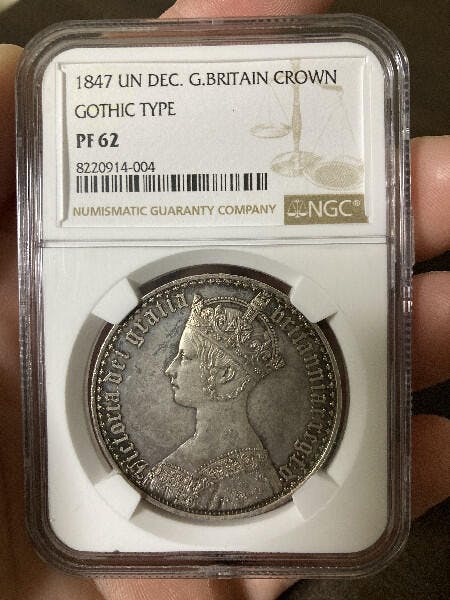 1847 UN DEC. G.BRITAIN CROWN
GOTHIC TYPE
PF 62
8220914-004
NUMISMATIC GUARANTY COMPANY NGC®
Victoria dei gratia britanniar. reg: f.d.